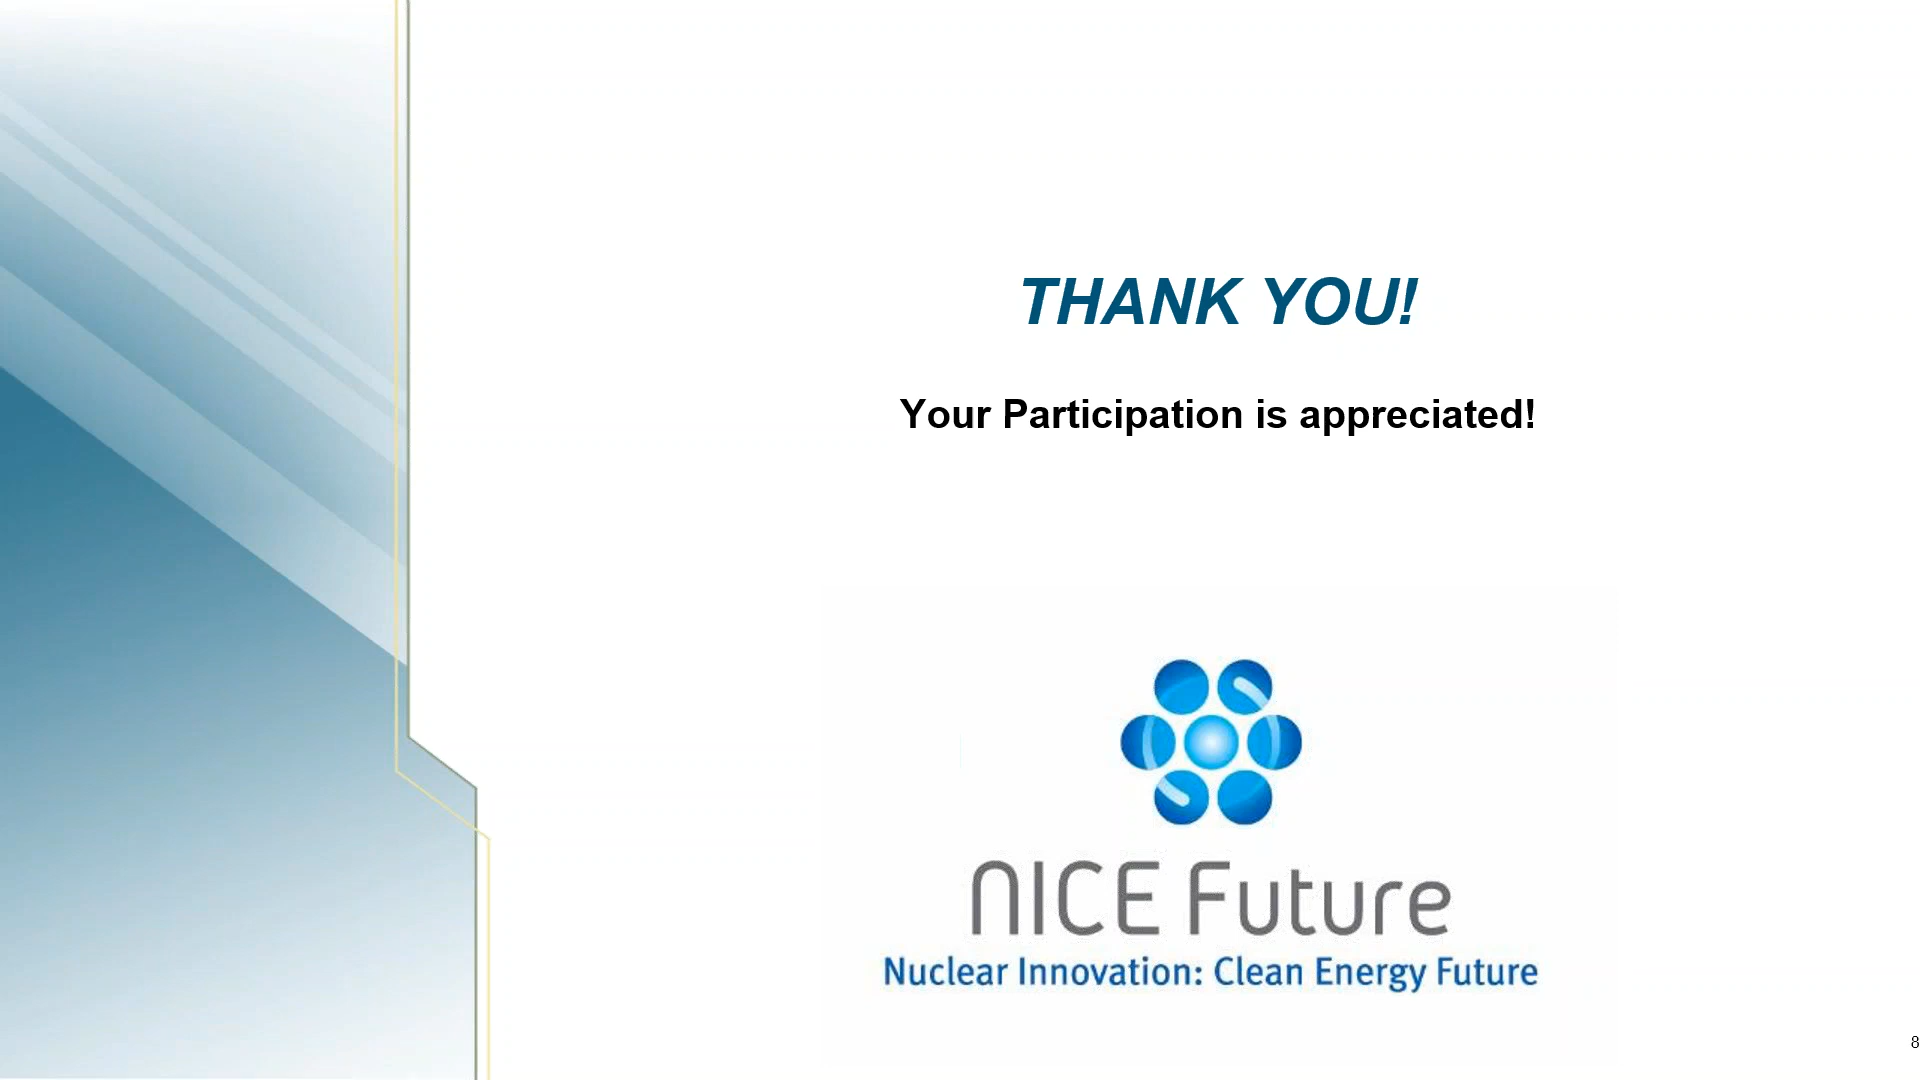 THANK YOU!
Your Participation is appreciated!
NICE Future
Nuclear Innovation: Clean Energy Future
8